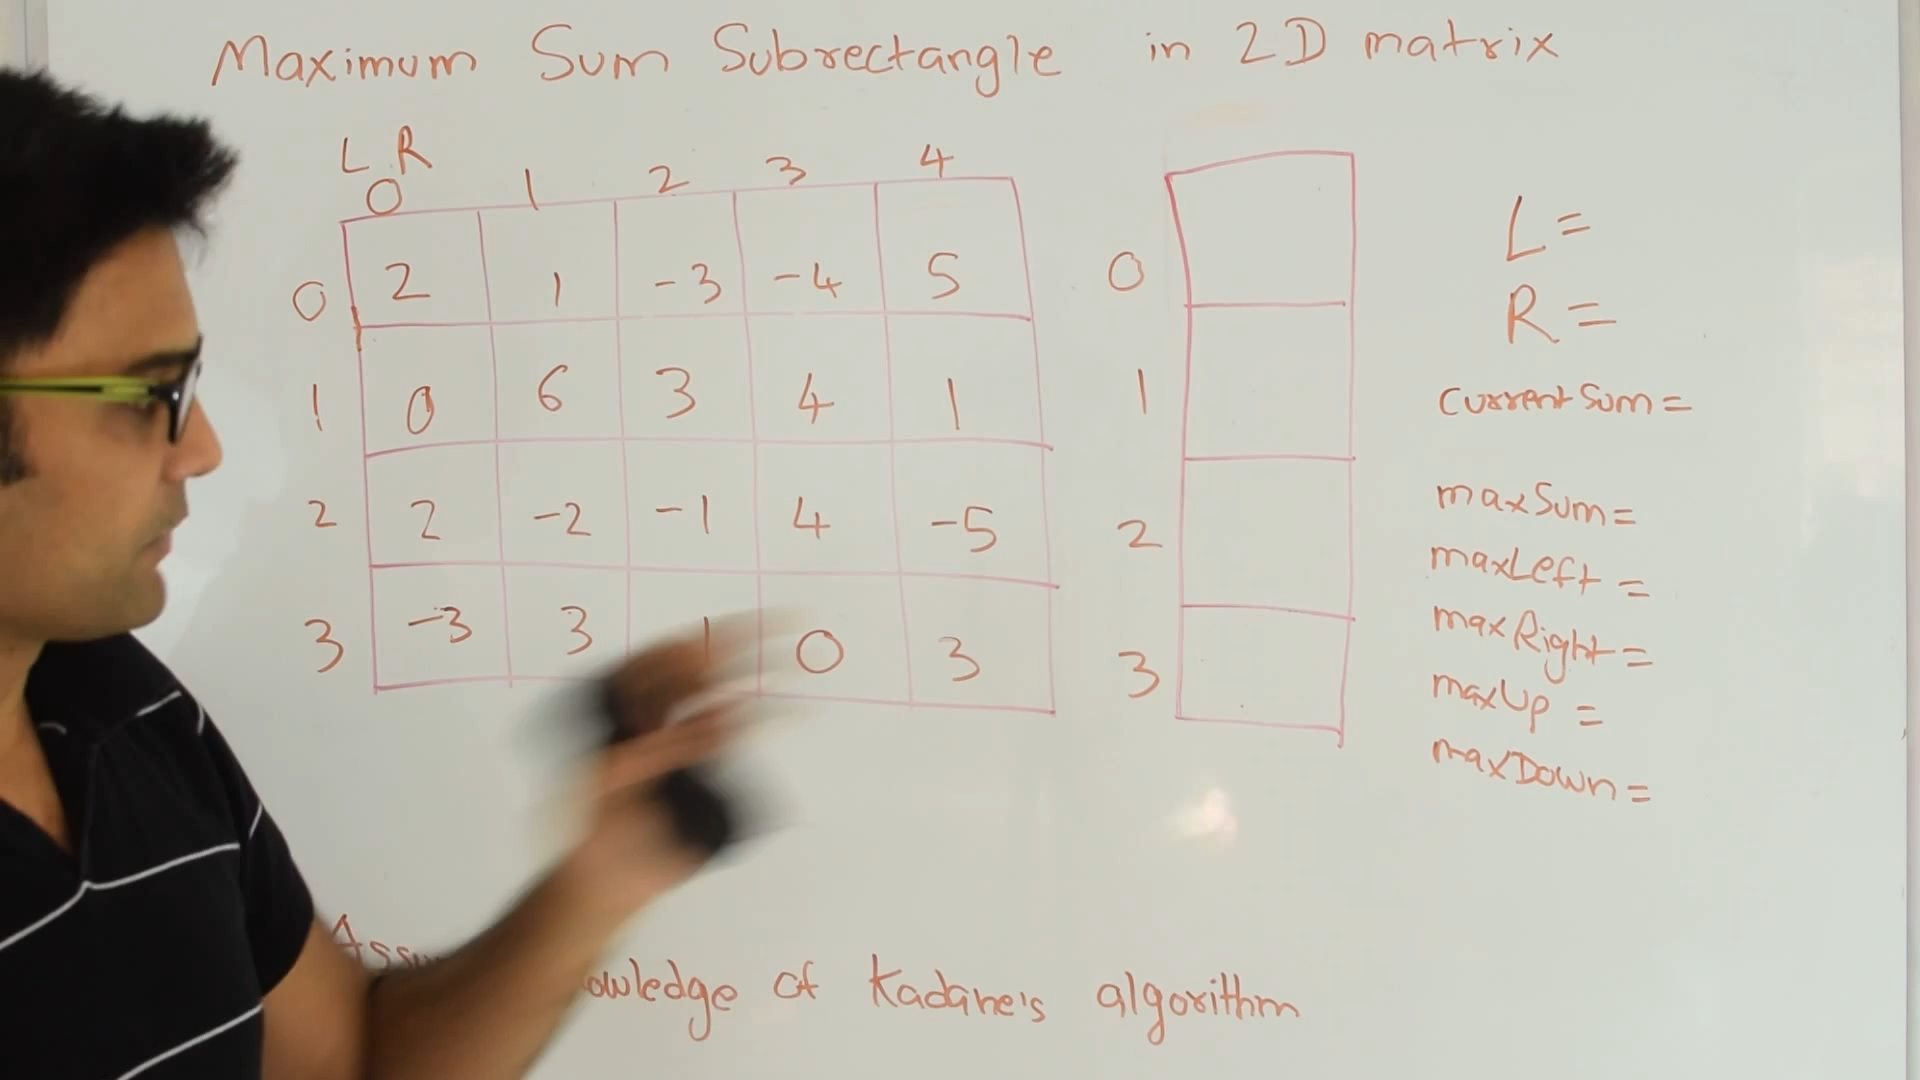 Maximum Sum Subrectangle in 2D matrix
L R
0 1 2 3 4
0 2 1 -3 -4 5
1 0 6 3 4 1
2 2 -2 -1 4 -5
3 -3 3 1 0 3
0
1
2
3
L =
R =
currentSum =
maxSum =
maxLeft =
maxRight =
maxUp =
maxDown =
of Kadane's algorithm